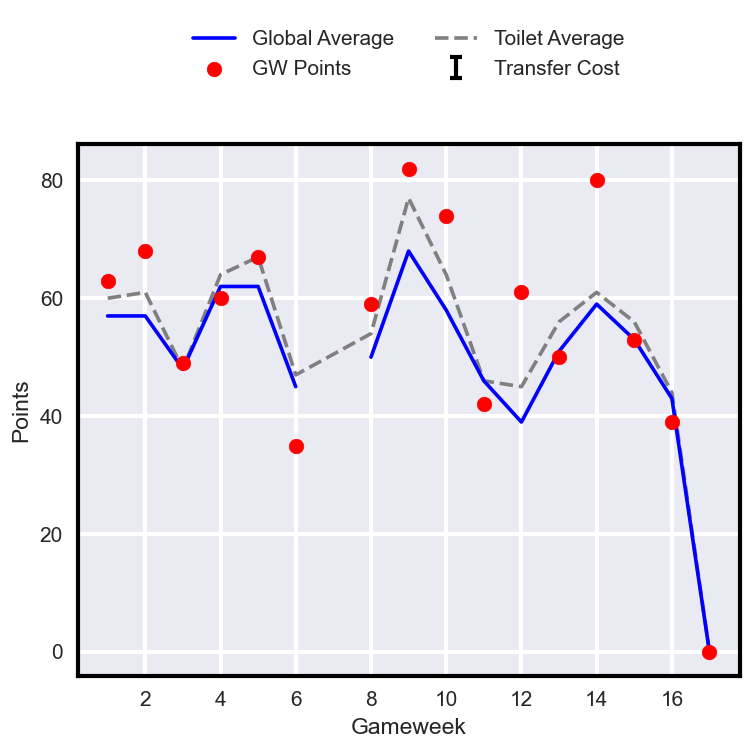 Global Average
Toilet Average
GW Points
Transfer Cost
80
60
40
20
0
Points
2 4 6 8 10 12 14 16
Gameweek